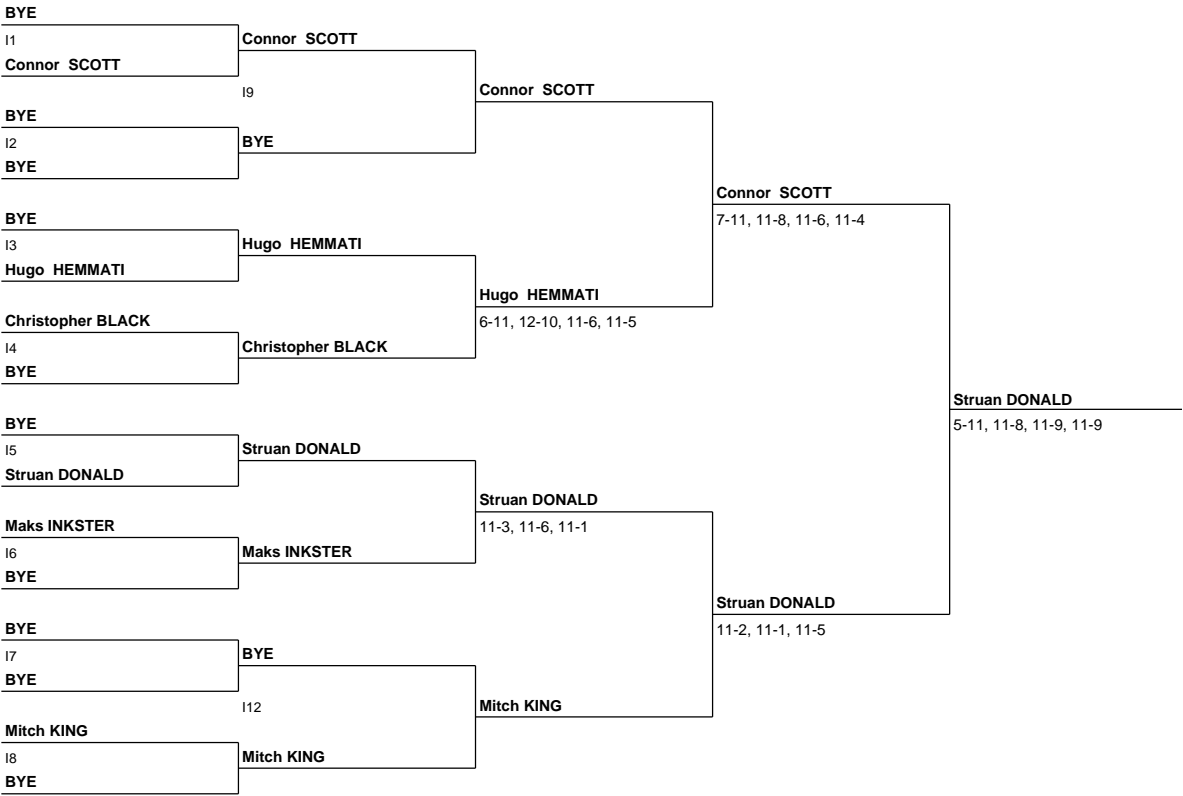 BYE
I1
Connor SCOTT
Connor SCOTT
I9
BYE
I2
BYE
BYE
Connor SCOTT
BYE
I3
Hugo HEMMATI
Hugo HEMMATI
Christopher BLACK
I4
BYE
Christopher BLACK
Hugo HEMMATI
6-11, 12-10, 11-6, 11-5
Connor SCOTT
7-11, 11-8, 11-6, 11-4
BYE
I5
Struan DONALD
Struan DONALD
Maks INKSTER
I6
BYE
Maks INKSTER
Struan DONALD
11-3, 11-6, 11-1
BYE
I7
BYE
BYE
I12
Mitch KING
I8
BYE
Mitch KING
Mitch KING
Struan DONALD
11-2, 11-1, 11-5
Struan DONALD
5-11, 11-8, 11-9, 11-9